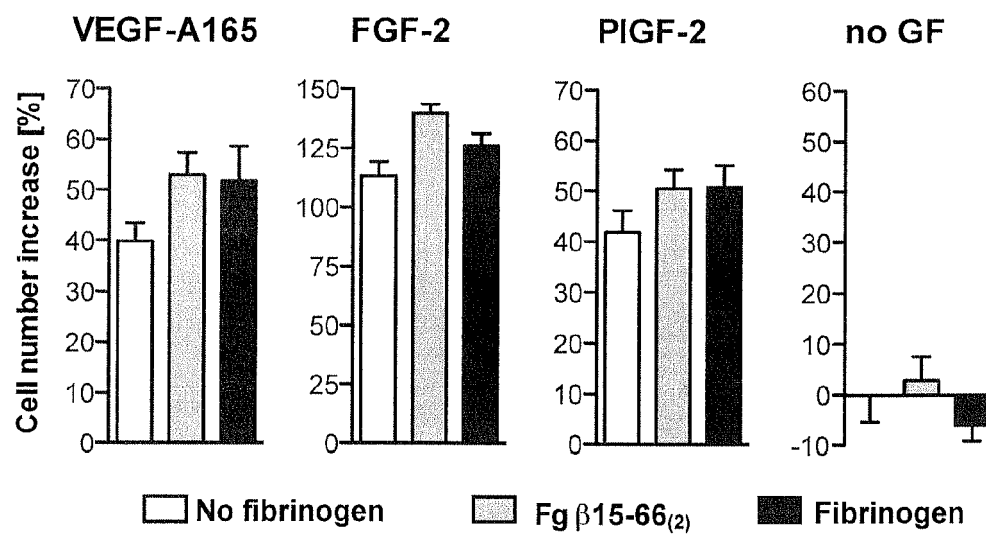 VEGF-A165 FGF-2 PlGF-2 no GF
Cell number increase [%]
70 60 50 40 30 20 10 0
150 125 100 75 50 25 0
70 60 50 40 30 20 10 0
60 50 40 30 20 10 0 -10
No fibrinogen Fg β15-66(2) Fibrinogen